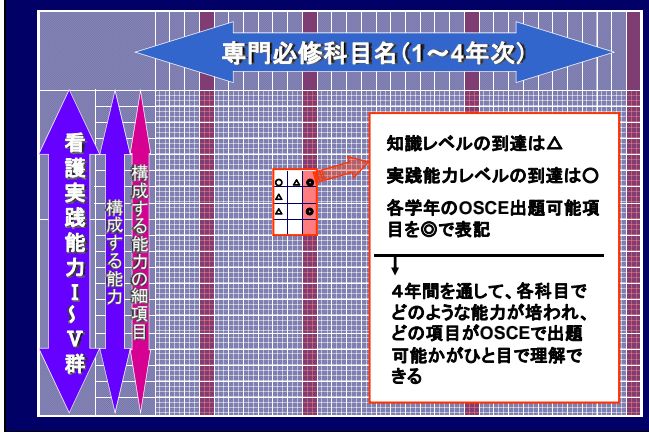 専門必修科目名(1～4年次)
看護実践能力Ⅰ～Ⅴ群
構成する能力
構成する能力の細項目
○ △ ◎
△
△ ◎
知識レベルの到達は△
実践能力レベルの到達は○
各学年のOSCE出題可能項
目を◎で表記
4年間を通して、各科目で
どのような能力が培われ、
どの項目がOSCEで出題
可能かがひと目で理解で
きる